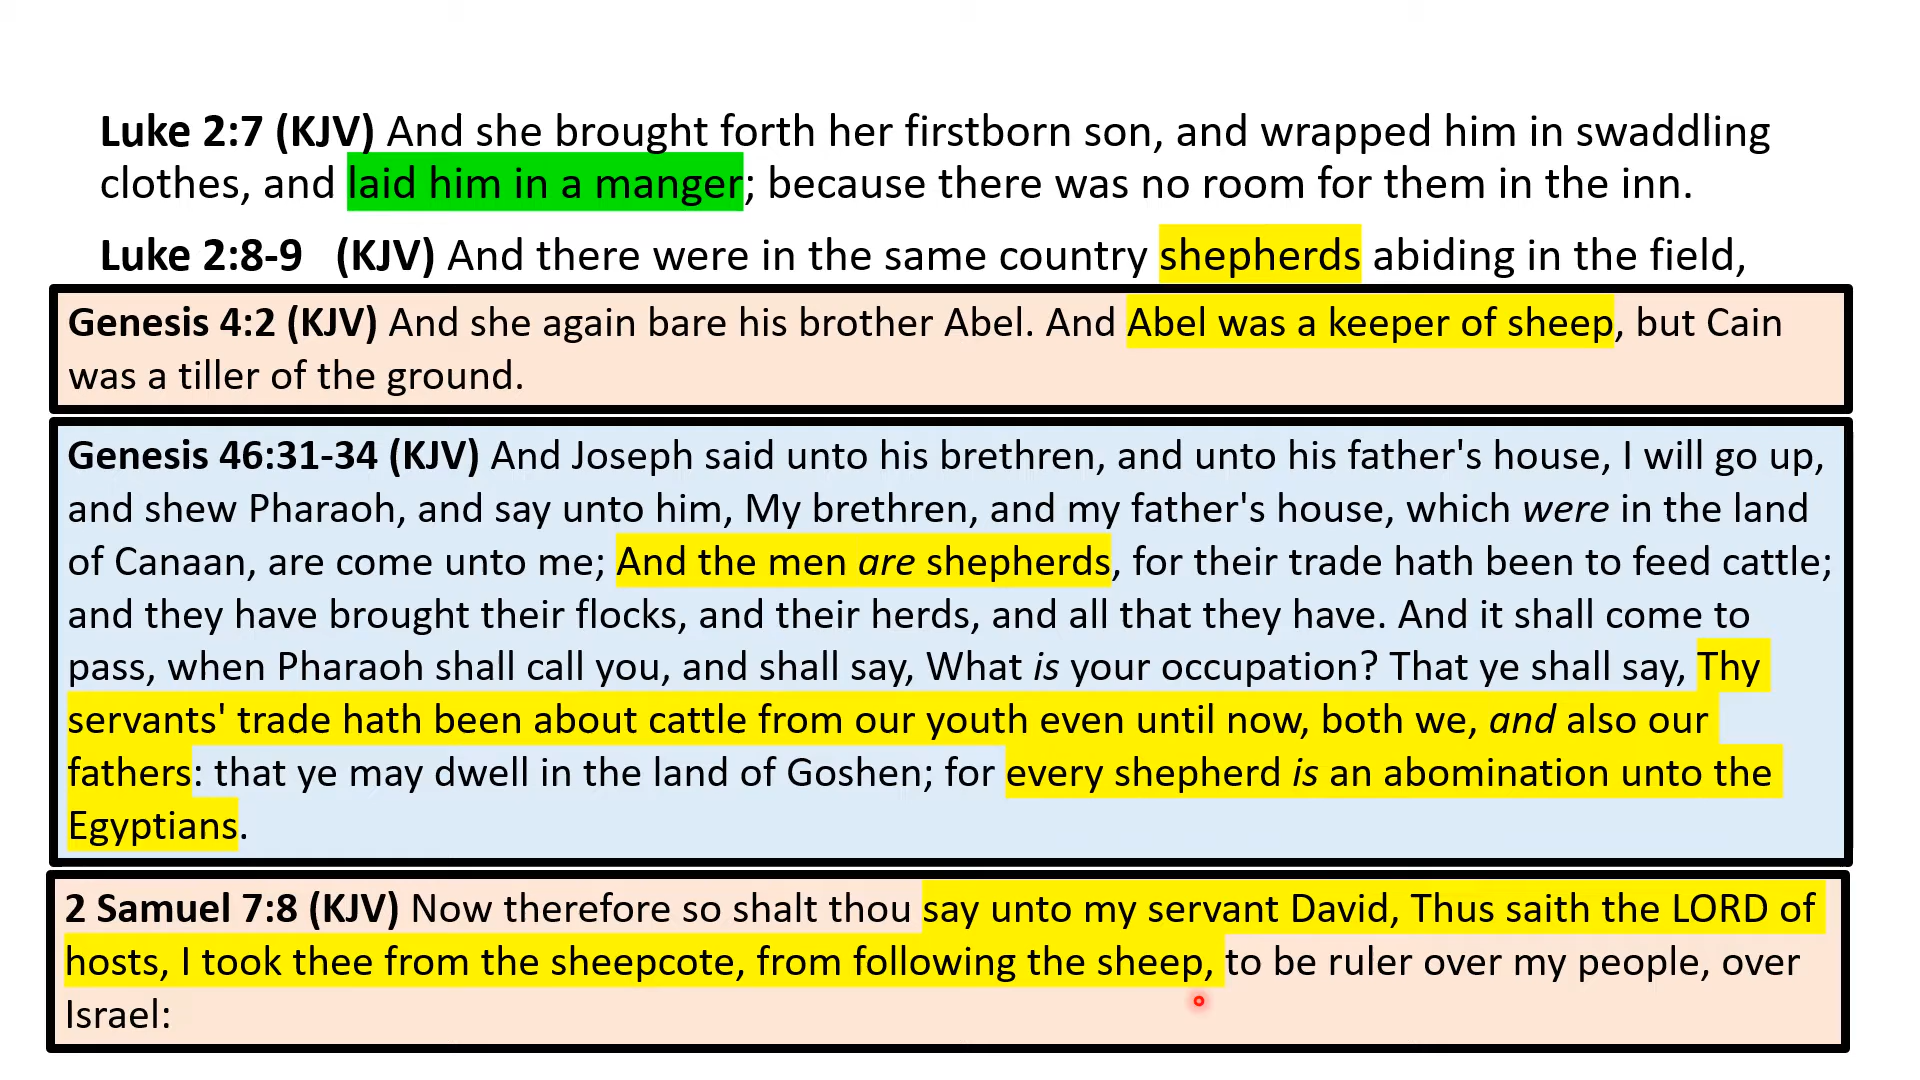 Luke 2:7 (KJV) And she brought forth her firstborn son, and wrapped him in swaddling
clothes, and laid him in a manger; because there was no room for them in the inn.
Luke 2:8-9 (KJV) And there were in the same country shepherds abiding in the field,
Genesis 4:2 (KJV) And she again bare his brother Abel. And Abel was a keeper of sheep, but Cain
was a tiller of the ground.
Genesis 46:31-34 (KJV) And Joseph said unto his brethren, and unto his father's house, I will go up,
and shew Pharaoh, and say unto him, My brethren, and my father's house, which were in the land
of Canaan, are come unto me; And the men are shepherds, for their trade hath been to feed cattle;
and they have brought their flocks, and their herds, and all that they have. And it shall come to
pass, when Pharaoh shall call you, and shall say, What is your occupation? That ye shall say, Thy
servants' trade hath been about cattle from our youth even until now, both we, and also our
fathers: that ye may dwell in the land of Goshen; for every shepherd is an abomination unto the
Egyptians.
2 Samuel 7:8 (KJV) Now therefore so shalt thou say unto my servant David, Thus saith the LORD of
hosts, I took thee from the sheepcote, from following the sheep, to be ruler over my people, over
Israel: